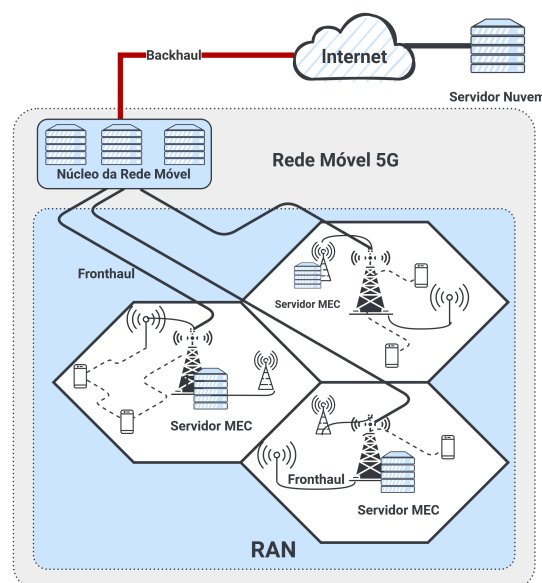 Backhaul
Internet
Servidor Nuvem
Núcleo da Rede Móvel
Rede Móvel 5G
Fronthaul
Servidor MEC
Servidor MEC
Fronthaul
Servidor MEC
RAN